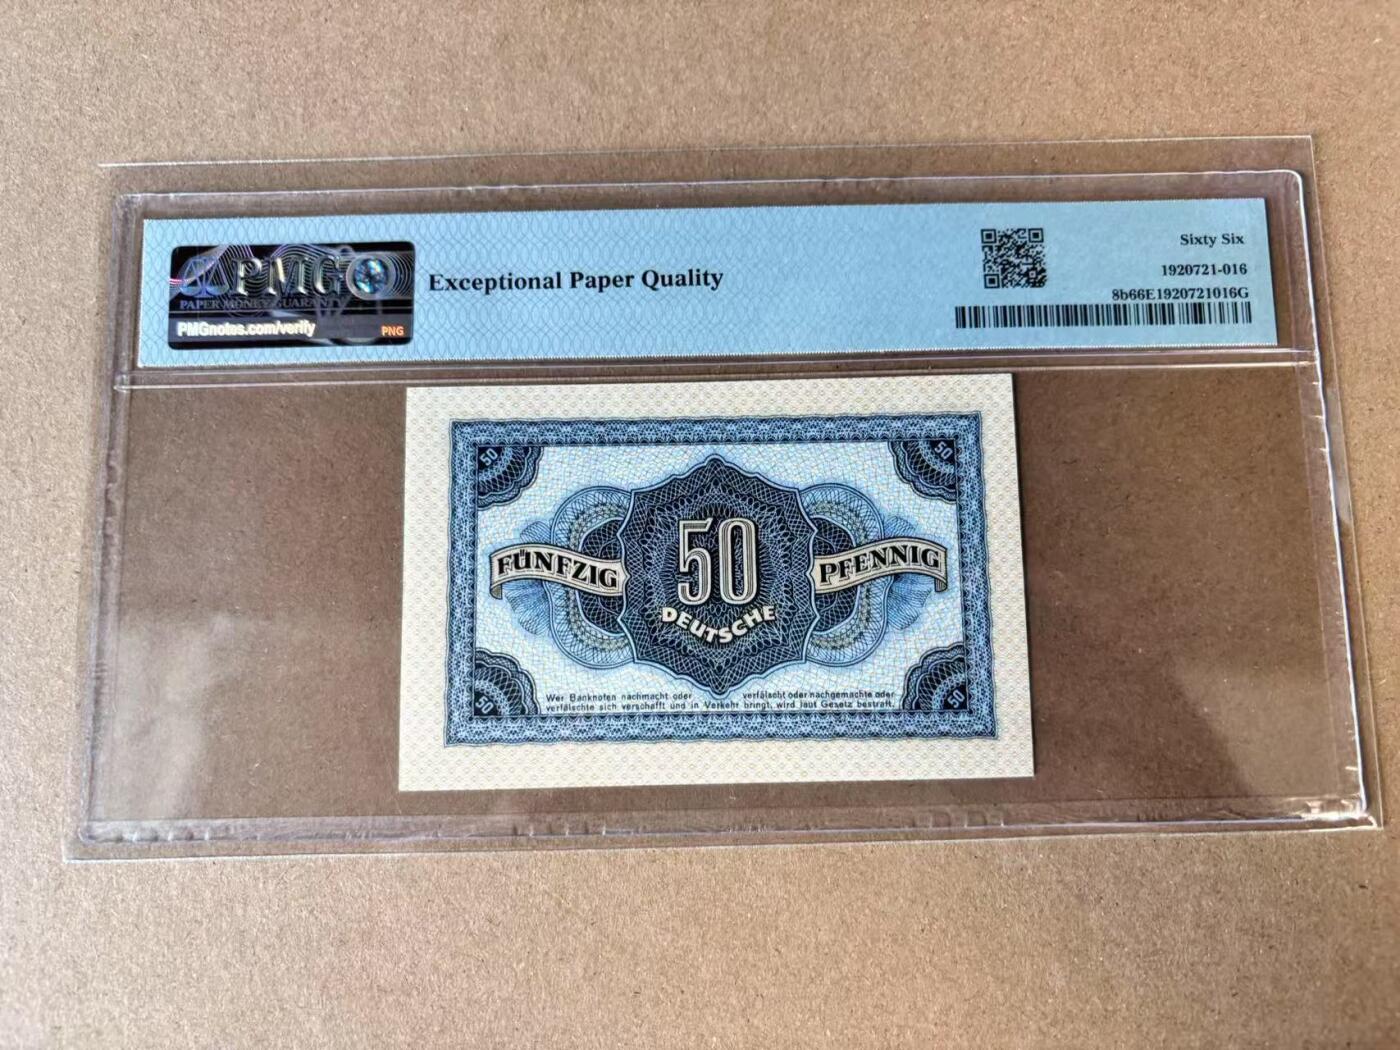 PMG
PAPER MONEY GUARANTY
PMGnotes.com/verify
PNG
Exceptional Paper Quality
Sixty Six
1920721-016
8b66E1920721016G
50
50
FÜNFZIG
50
PFENNIG
DEUTSCHE
Wer Banknoten nachmacht oder verfälscht oder nachgemachte oder
verfälschte sich verschafft und in Verkehr bringt, wird laut Gesetz bestraft.
50
50